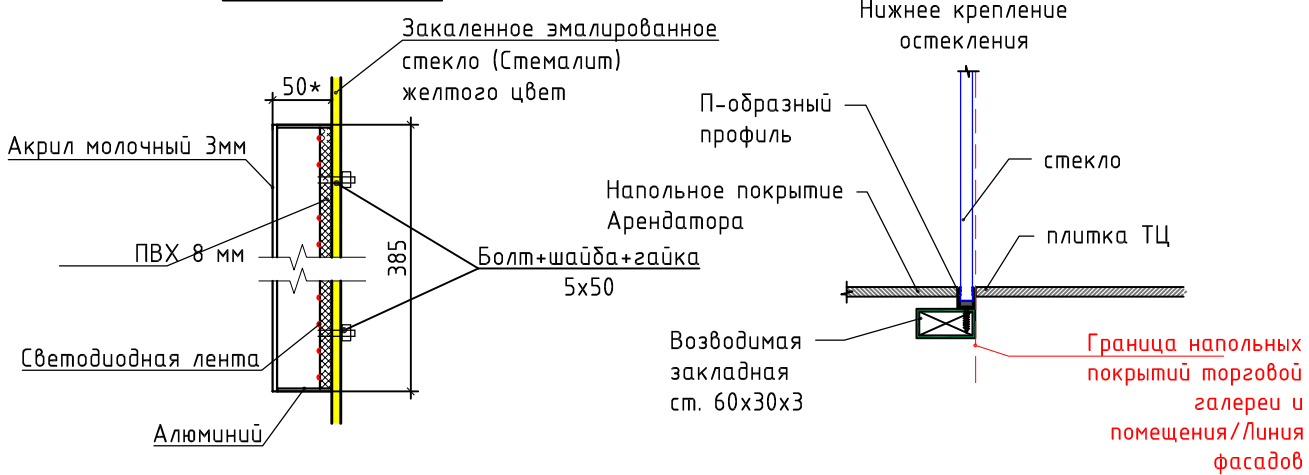 Закаленное эмалированное
стекло (Стемалит)
желтого цвет
50*
Акрил молочный 3мм
ПВХ 8 мм
385
Болт+шайба+гайка
5х50
Светодиодная лента
Алюминий
Нижнее крепление
остекления
П-образный
профиль
стекло
Напольное покрытие
Арендатора
плитка ТЦ
Возводимая
закладная
ст. 60х30х3
Граница напольных
покрытий торговой
галереи и
помещения/Линия
фасадов